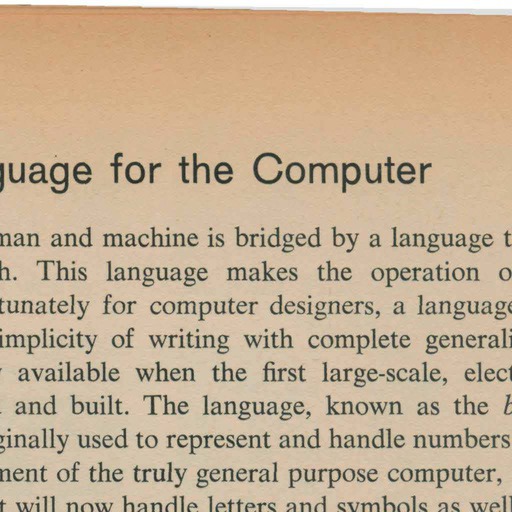 guage for the Computer
man and machine is bridged by a language t
h. This language makes the operation o
tunately for computer designers, a language
implicity of writing with complete generali
available when the first large-scale, elect
and built. The language, known as the b
ginally used to represent and handle numbers
ment of the truly general purpose computer,
t will now handle letters and symbols as well